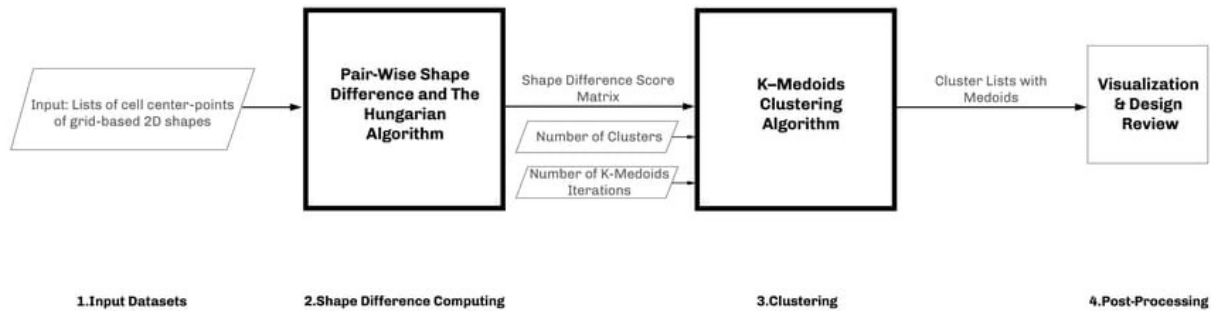 Input: Lists of cell center-points
of grid-based 2D shapes
Pair-Wise Shape
Difference and The
Hungarian
Algorithm
Shape Difference Score
Matrix
Number of Clusters
Number of K-Medoids
Iterations
K–Medoids
Clustering
Algorithm
Cluster Lists with
Medoids
Visualization
& Design
Review
1.Input Datasets
2.Shape Difference Computing
3.Clustering
4.Post-Processing